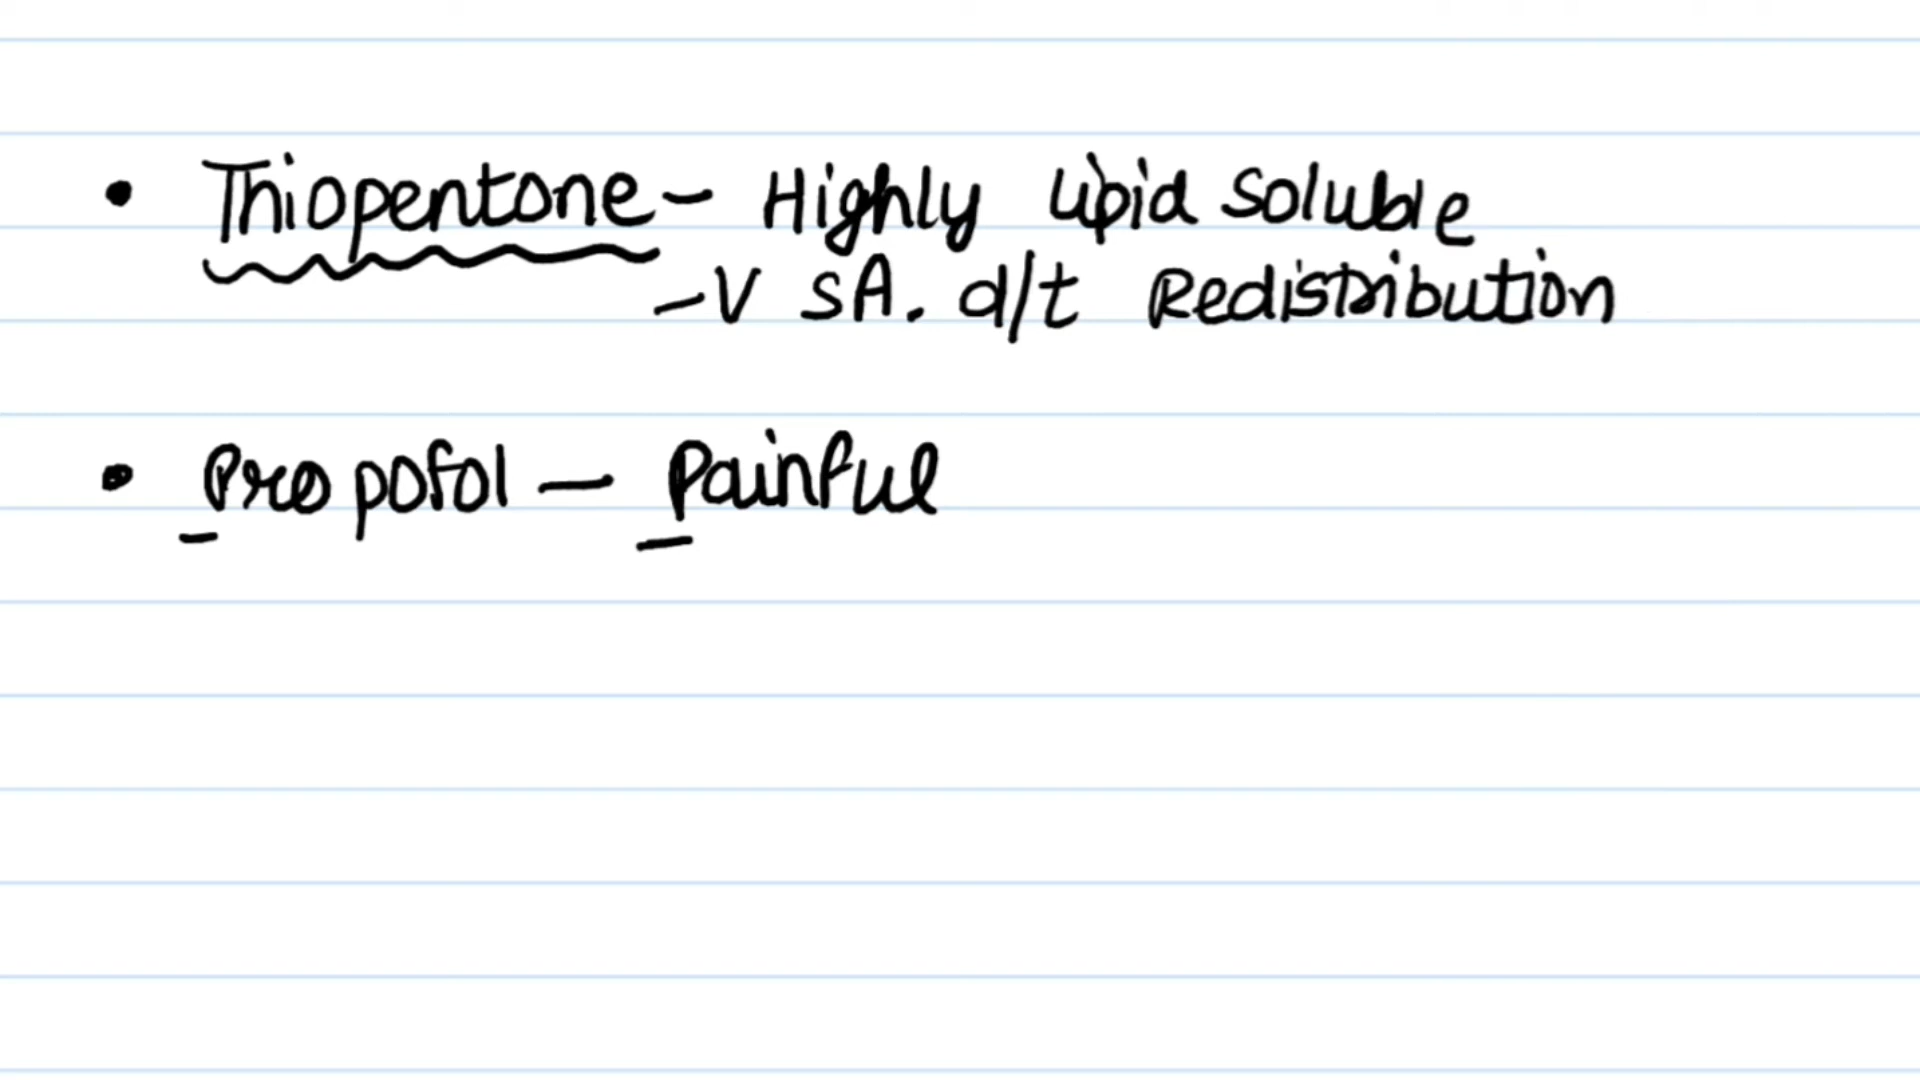 • Thiopentone - Highly lipid soluble
- V SA. d/t Redistribution
• Propofol - Painful